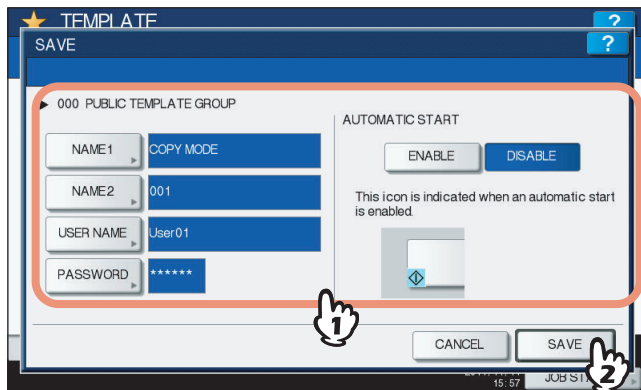 TEMPLATE
?
SAVE
?
000 PUBLIC TEMPLATE GROUP
NAME1
COPY MODE
NAME2
001
USER NAME
User01
PASSWORD
******
AUTOMATIC START
ENABLE
DISABLE
This icon is indicated when an automatic start
is enabled.
1
CANCEL
SAVE
2
15:57
JOB ST